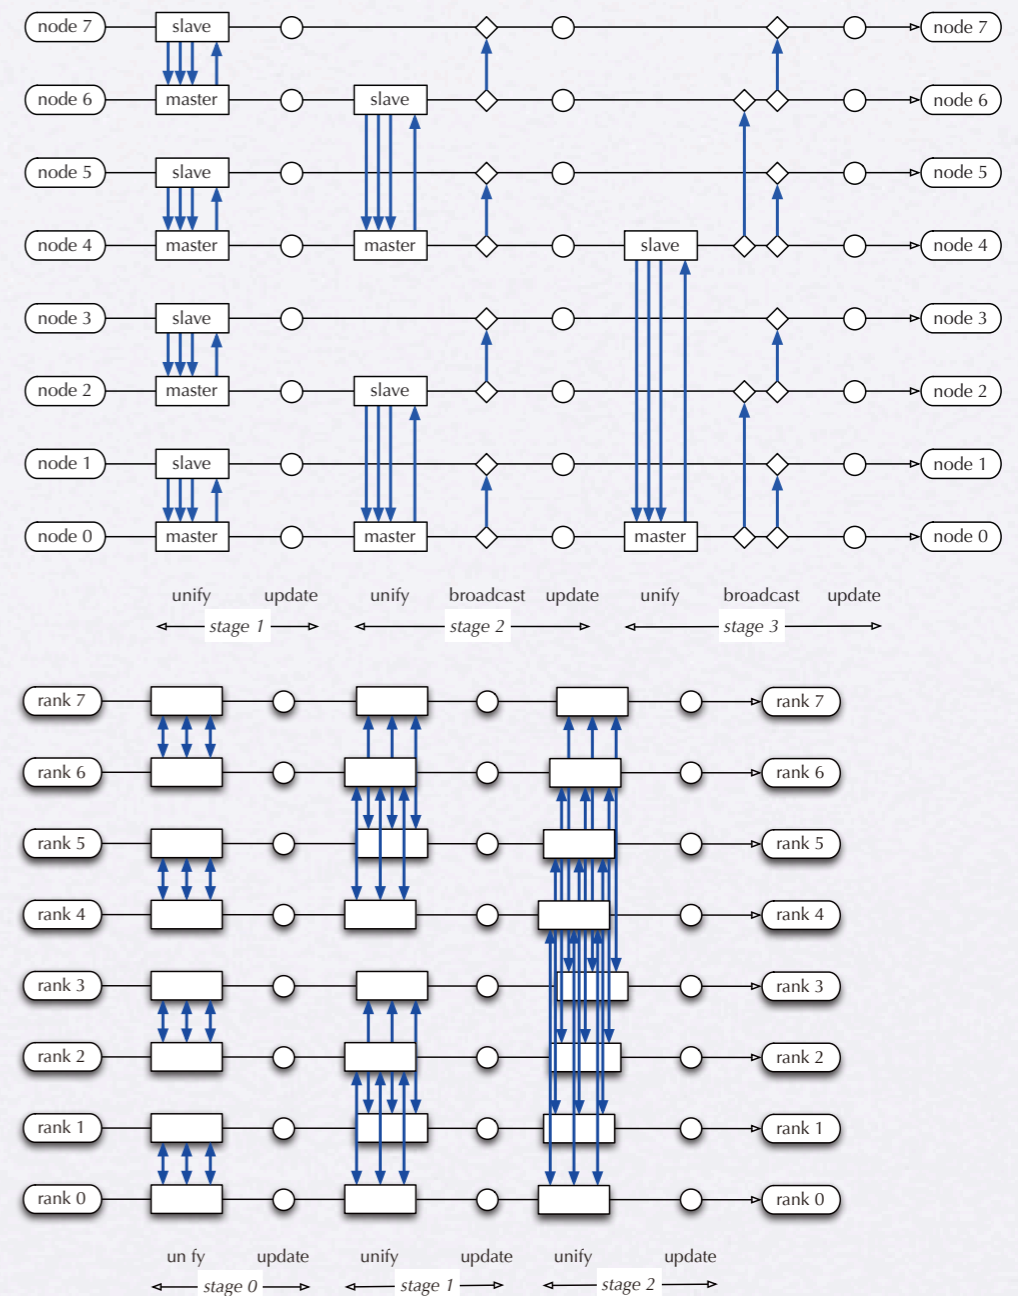 node 7 slave node 7
node 6 master slave node 6
node 5 slave node 5
node 4 master master slave node 4
node 3 slave node 3
node 2 master slave node 2
node 1 slave node 1
node 0 master master master node 0
unify update unify broadcast update unify broadcast update
stage 1 stage 2 stage 3
rank 7 rank 7
rank 6 rank 6
rank 5 rank 5
rank 4 rank 4
rank 3 rank 3
rank 2 rank 2
rank 1 rank 1
rank 0 rank 0
un fy update unify update unify update
stage 0 stage 1 stage 2